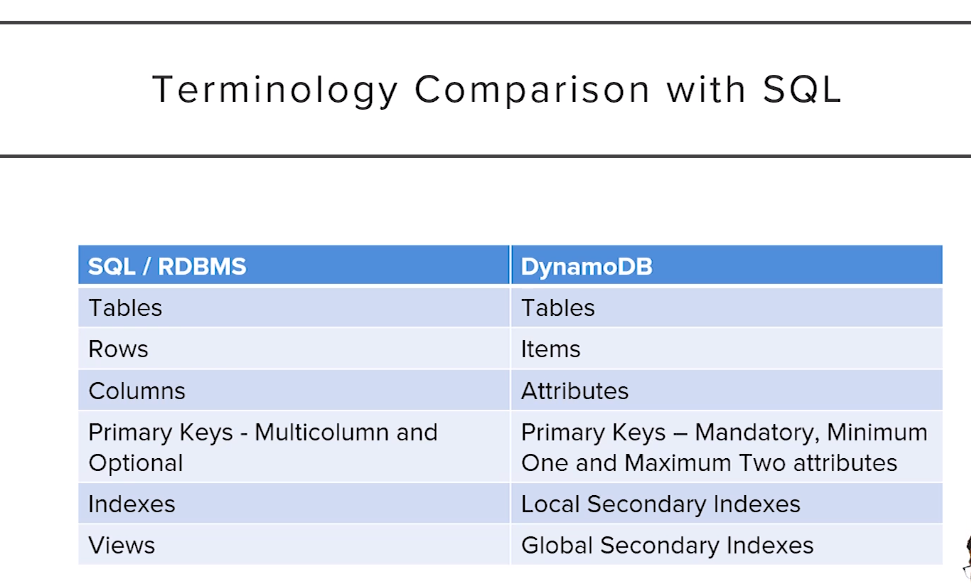 Terminology Comparison with SQL
SQL / RDBMS
DynamoDB
Tables
Tables
Rows
Items
Columns
Attributes
Primary Keys - Multicolumn and
Optional
Primary Keys – Mandatory, Minimum
One and Maximum Two attributes
Indexes
Local Secondary Indexes
Views
Global Secondary Indexes